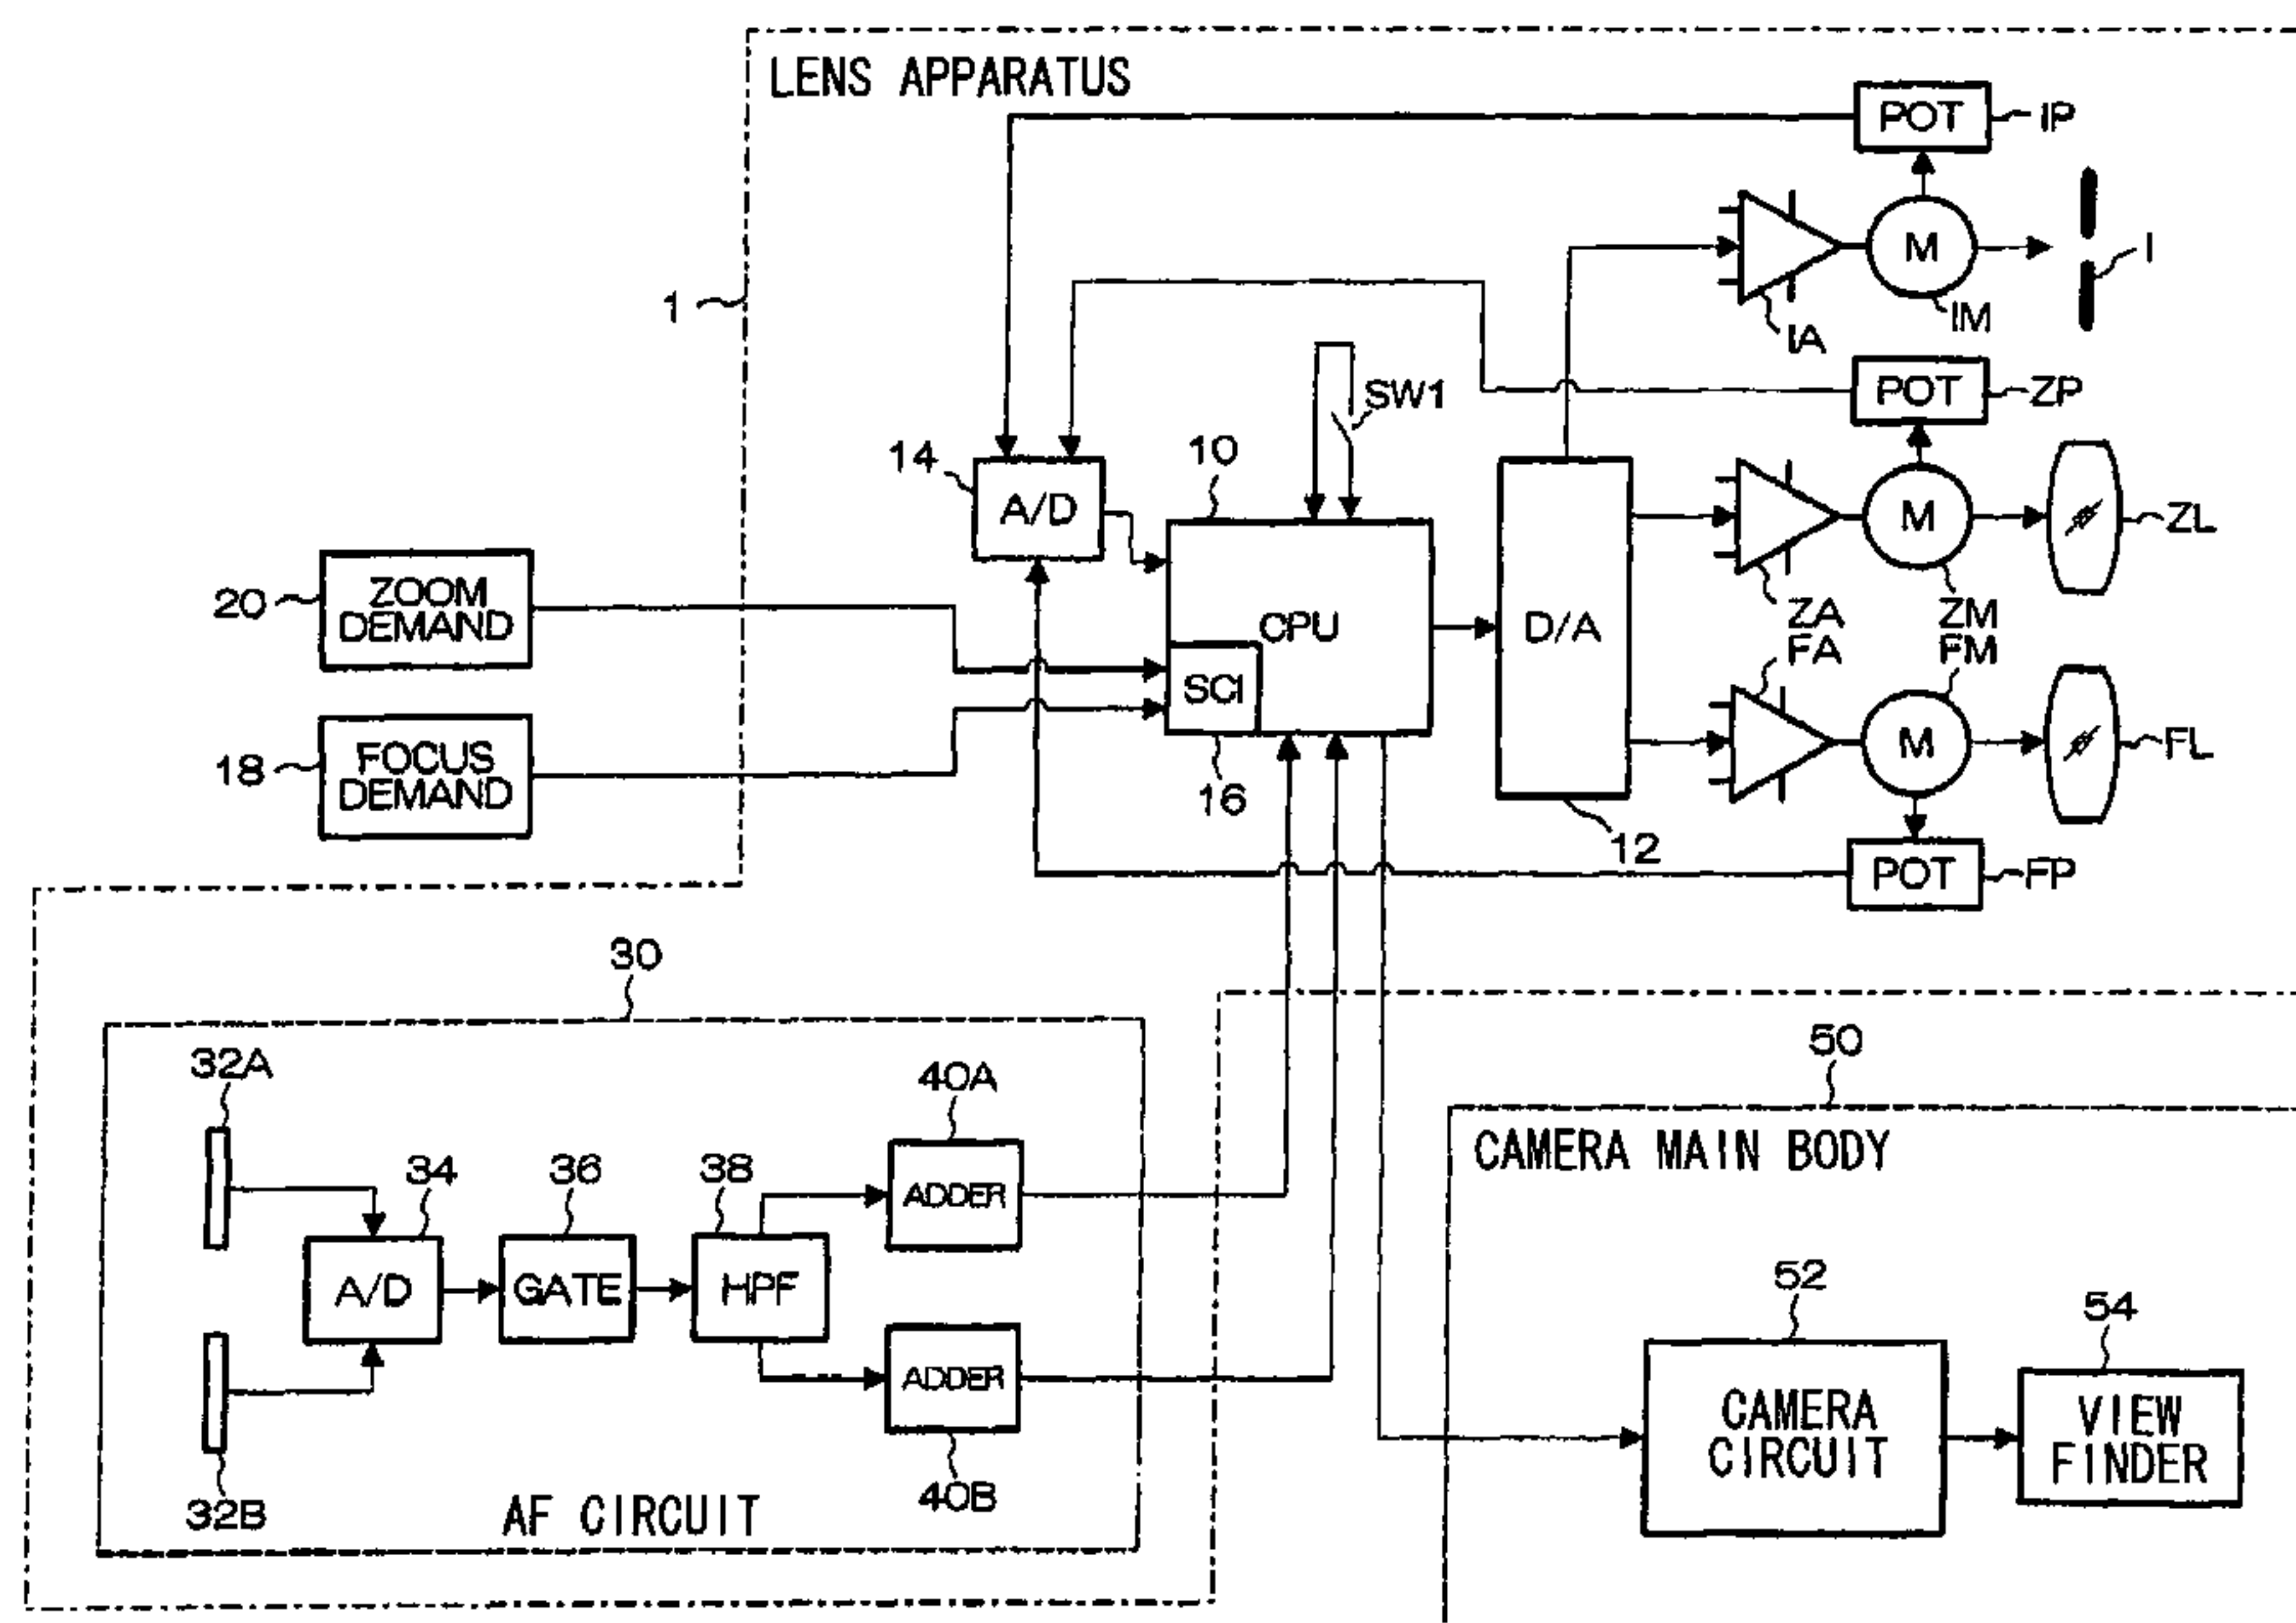 LENS APPARATUS
POT
IP
M
I
1
IA
IM
SW1
POT
ZP
14
10
A/D
M
ZL
20
ZOOM
DEMAND
CPU
D/A
ZA
ZM
FA
FM
SCI
18
FOCUS
DEMAND
16
M
FL
12
POT
FP
30
50
32A
40A
CAMERA MAIN BODY
34
36
38
ADDER
52
54
A/D
GATE
HPF
ADDER
CAMERA
CIRCUIT
VIEW
FINDER
32B
40B
AF CIRCUIT